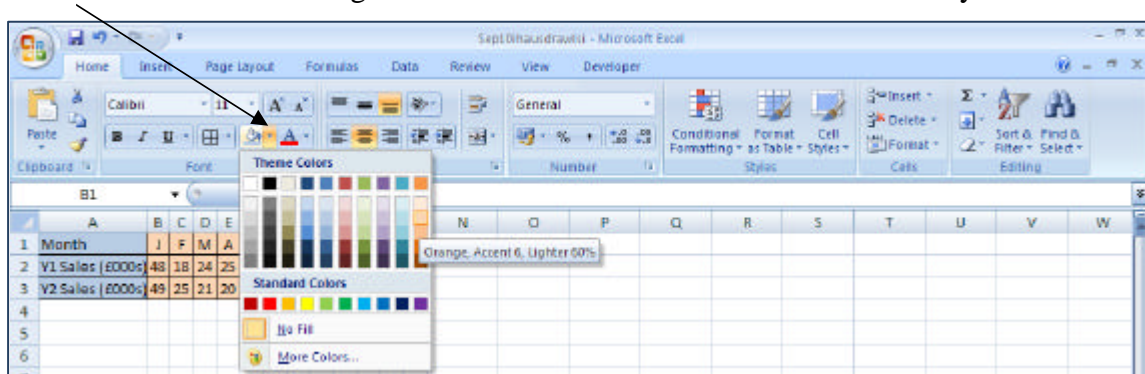 Microsoft Excel
Home Insert Page Layout Formulas Data Review View Developer
Paste
Calibri 11 A A General Σ
Insert
Delete
Format
B I U A % ,
Conditional Formatting Format as Table Cell Styles
Sort & Filter Find & Select
Clipboard Font Number Styles Cells Editing
B1
Theme Colors
A B C D E N O P Q R S T U V W
1 Month J F M A
Orange, Accent 6, Lighter 60%
2 Y1 Sales (£000s) 48 18 24 25
3 Y2 Sales (£000s) 49 25 21 20
Standard Colors
4
5 No Fill
6 More Colors...